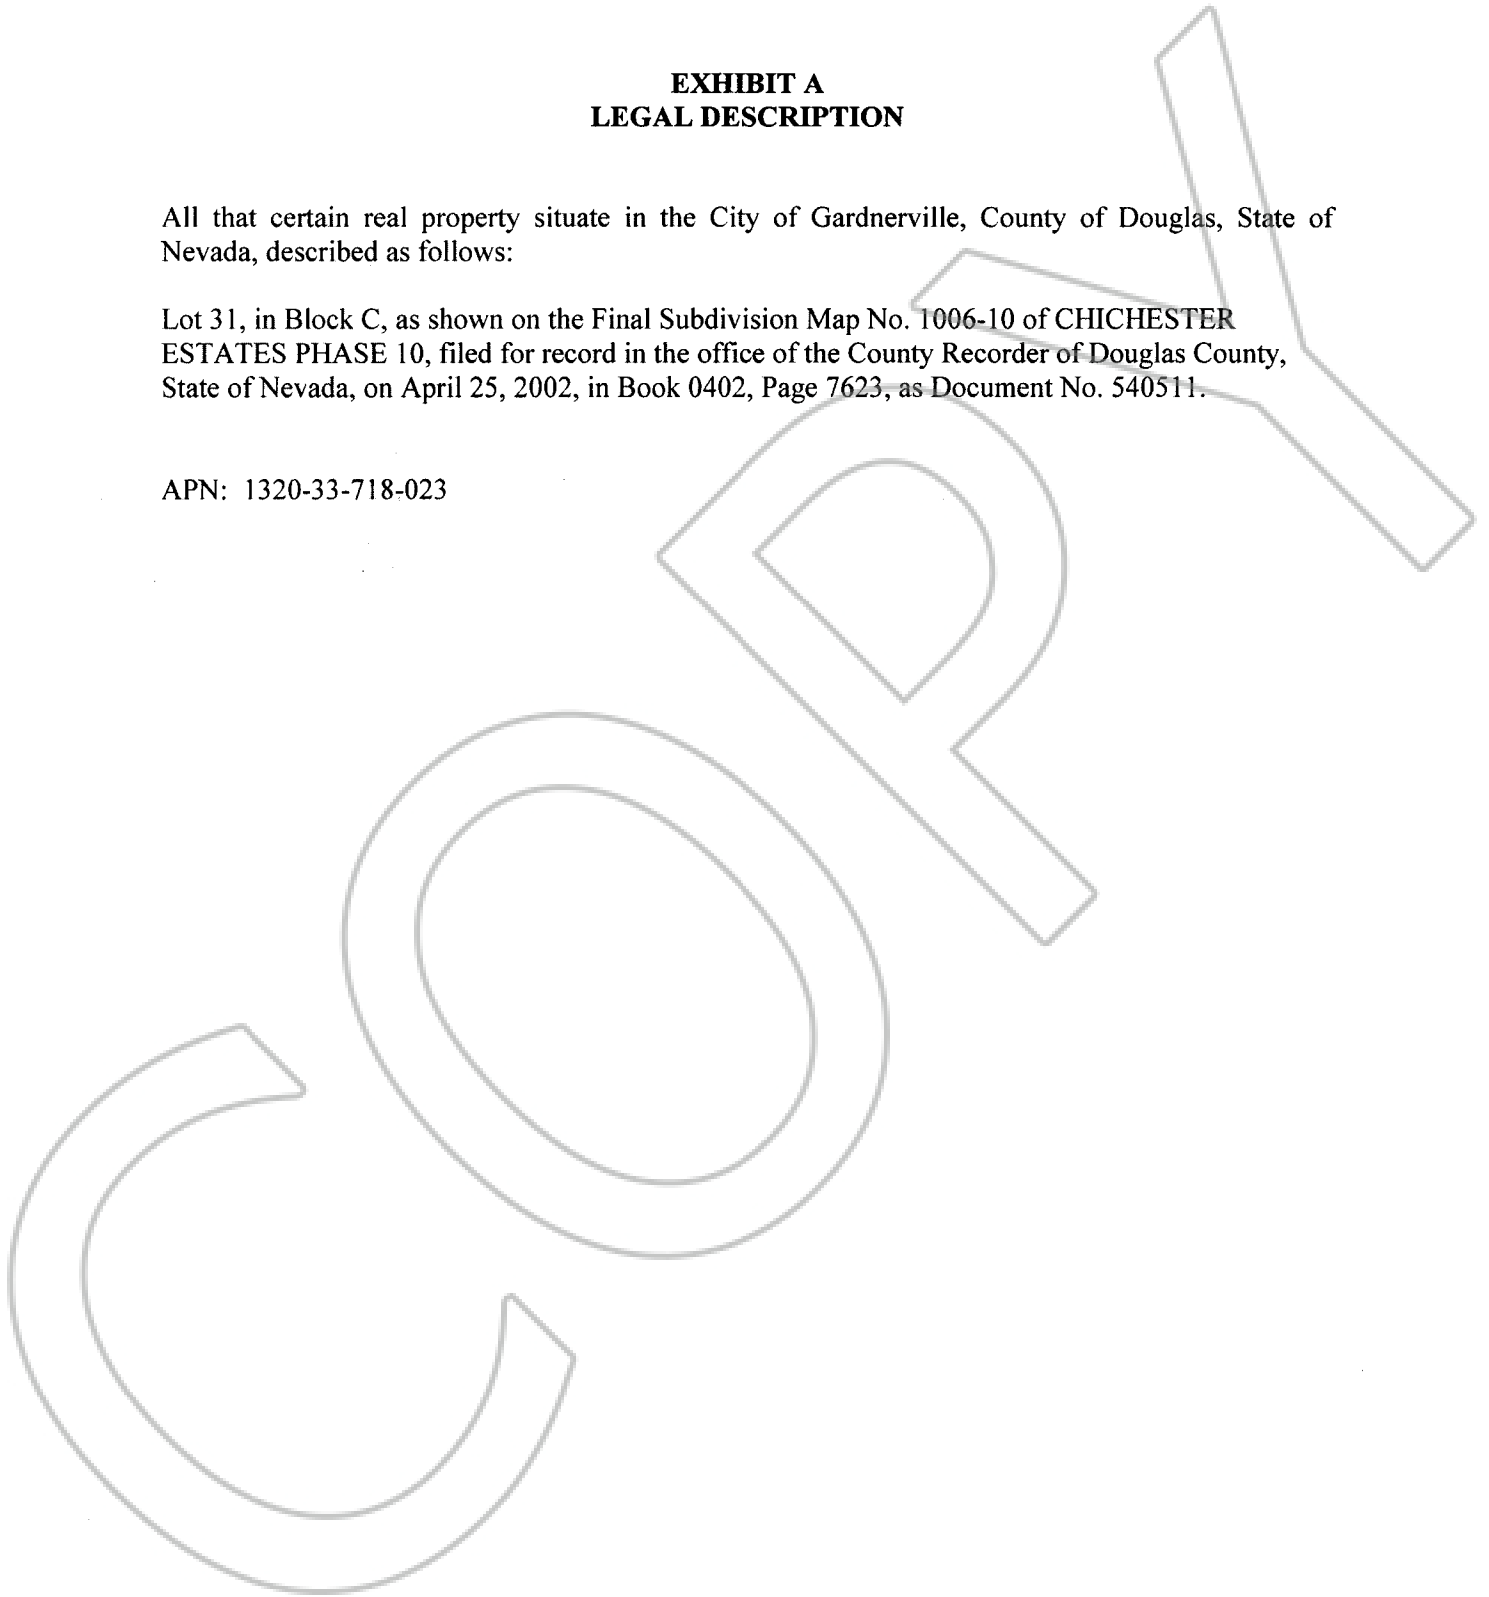 EXHIBIT A
LEGAL DESCRIPTION
All that certain real property situate in the City of Gardnerville, County of Douglas, State of
Nevada, described as follows:
Lot 31, in Block C, as shown on the Final Subdivision Map No. 1006-10 of CHICHESTER
ESTATES PHASE 10, filed for record in the office of the County Recorder of Douglas County,
State of Nevada, on April 25, 2002, in Book 0402, Page 7623, as Document No. 540511.
APN: 1320-33-718-023
COPY